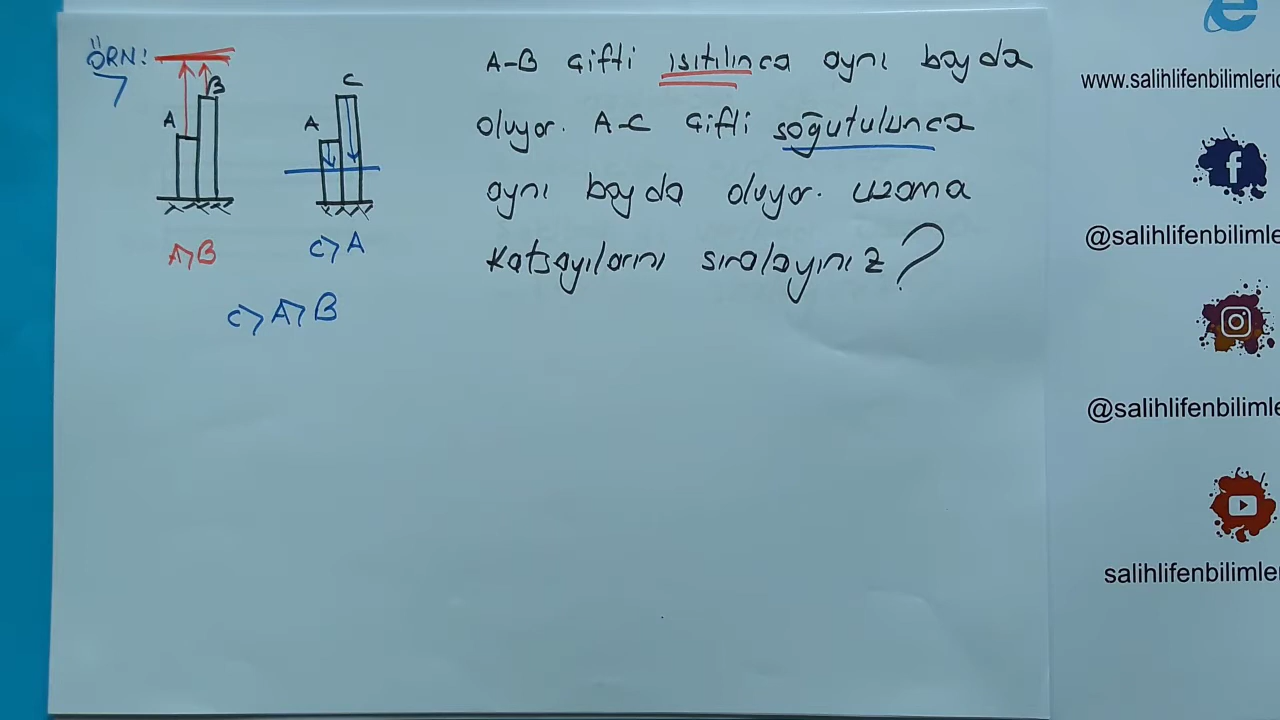 ÖRN:
A
B
A>B
A
C
C>A
C>A>B
A-B çifti ısıtılınca aynı boyda
oluyor. A-C çifti soğutulunca
aynı boyda oluyor. uzama
katsayılarını sıralayınız?
www.salihlifenbilimleri
@salihlifenbilimle
@salihlifenbilimle
salihlifenbilimle